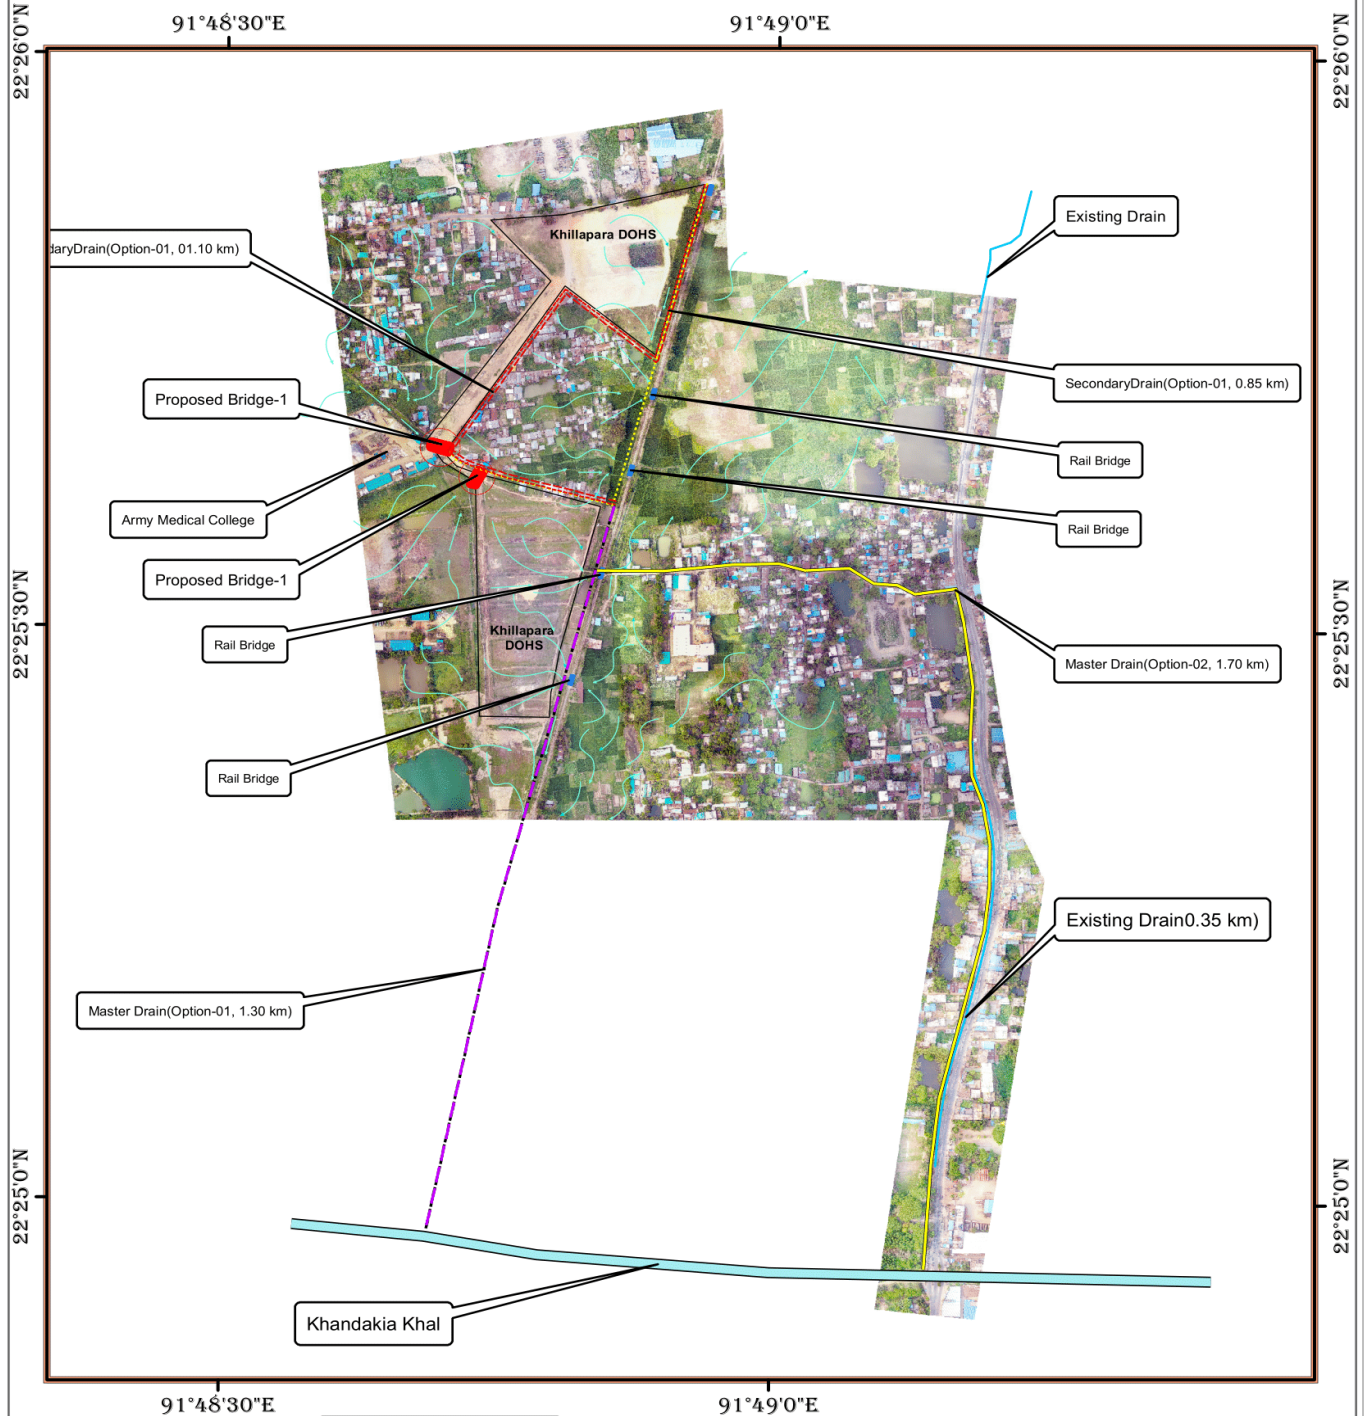 91°48'30"E
91°49'0"E
22°26'0"N
22°26'0"N
Existing Drain
Khillapara DOHS
daryDrain(Option-01, 01.10 km)
SecondaryDrain(Option-01, 0.85 km)
Proposed Bridge-1
Rail Bridge
Army Medical College
Rail Bridge
Proposed Bridge-1
22°25'30"N
22°25'30"N
Khillapara
DOHS
Rail Bridge
Master Drain(Option-02, 1.70 km)
Rail Bridge
Existing Drain0.35 km)
Master Drain(Option-01, 1.30 km)
22°25'0"N
22°25'0"N
Khandakia Khal
91°48'30"E
91°49'0"E